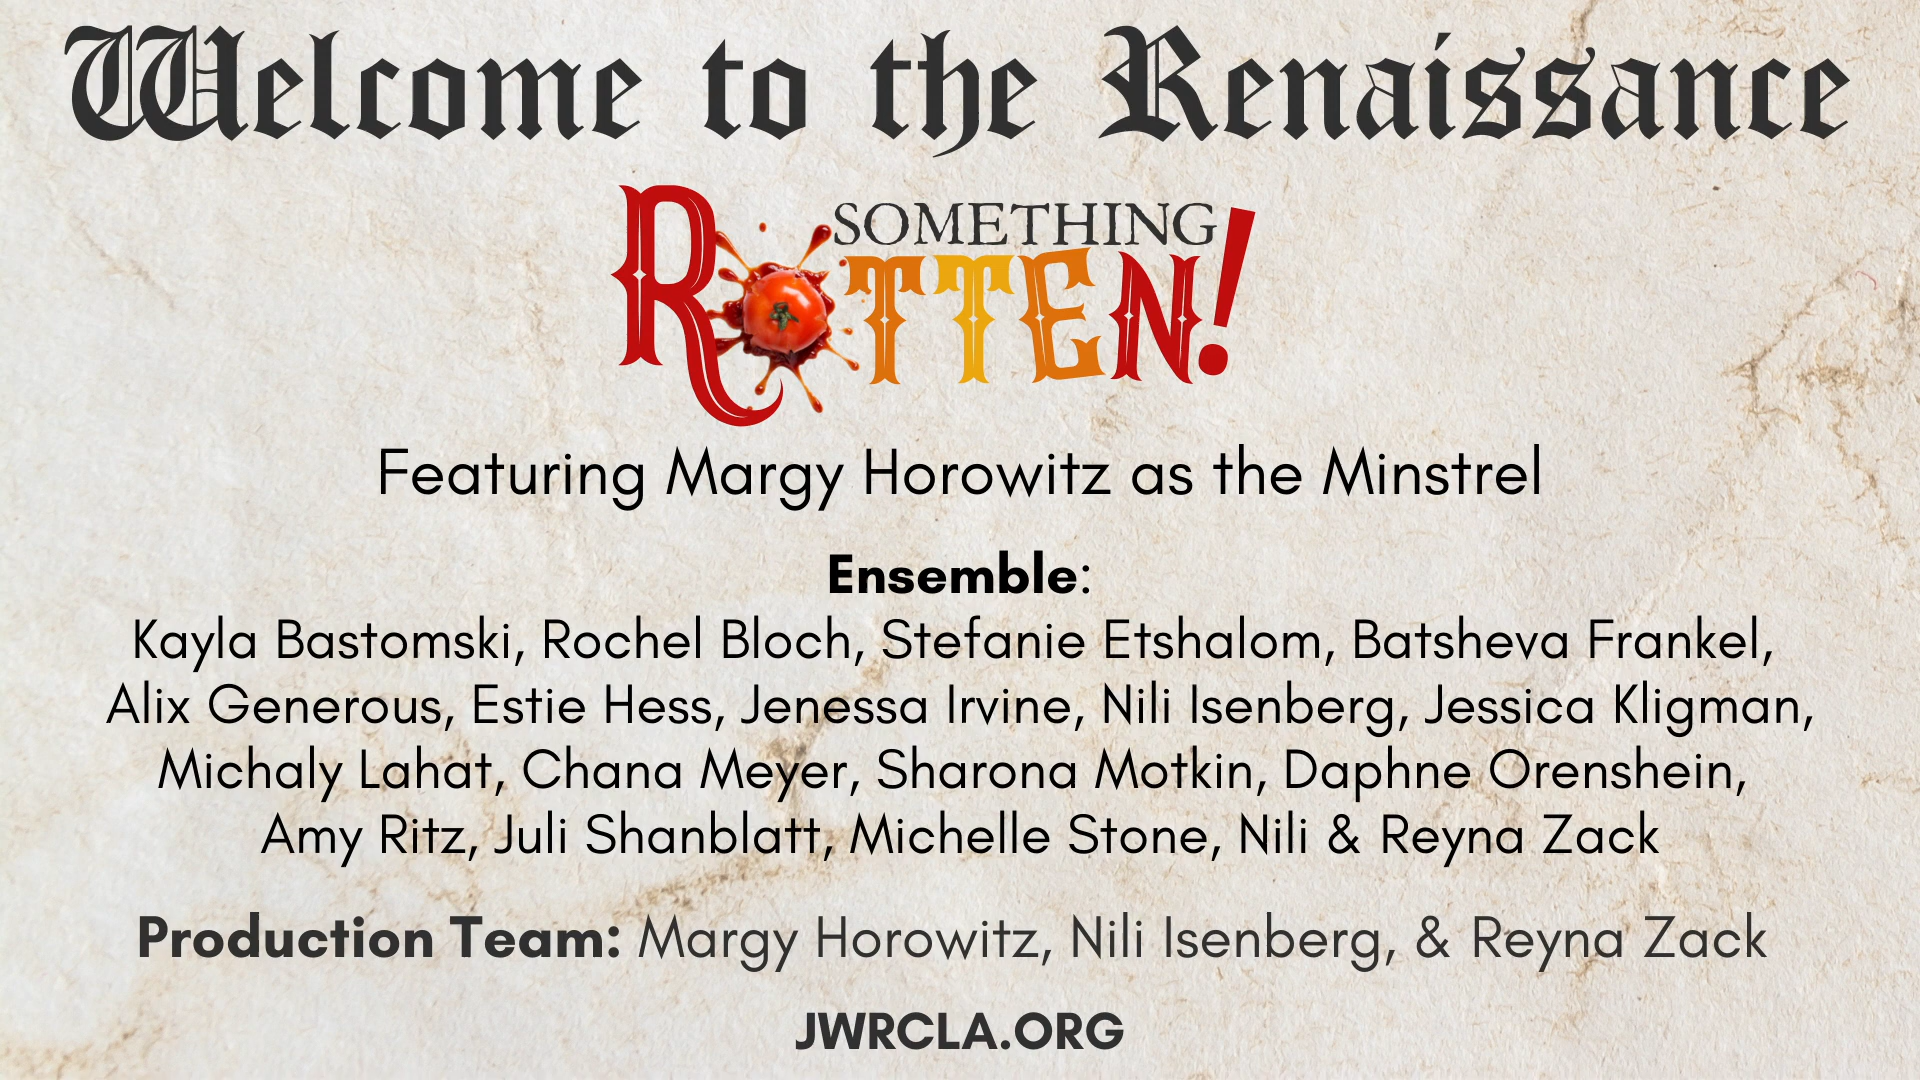 Welcome to the Renaissance
SOMETHING
ROTTEN!
Featuring Margy Horowitz as the Minstrel
Ensemble:
Kayla Bastomski, Rochel Bloch, Stefanie Etshalom, Batsheva Frankel,
Alix Generous, Estie Hess, Jenessa Irvine, Nili Isenberg, Jessica Kligman,
Michaly Lahat, Chana Meyer, Sharona Motkin, Daphne Orenshein,
Amy Ritz, Juli Shanblatt, Michelle Stone, Nili & Reyna Zack
Production Team: Margy Horowitz, Nili Isenberg, & Reyna Zack
JWRCLA.ORG